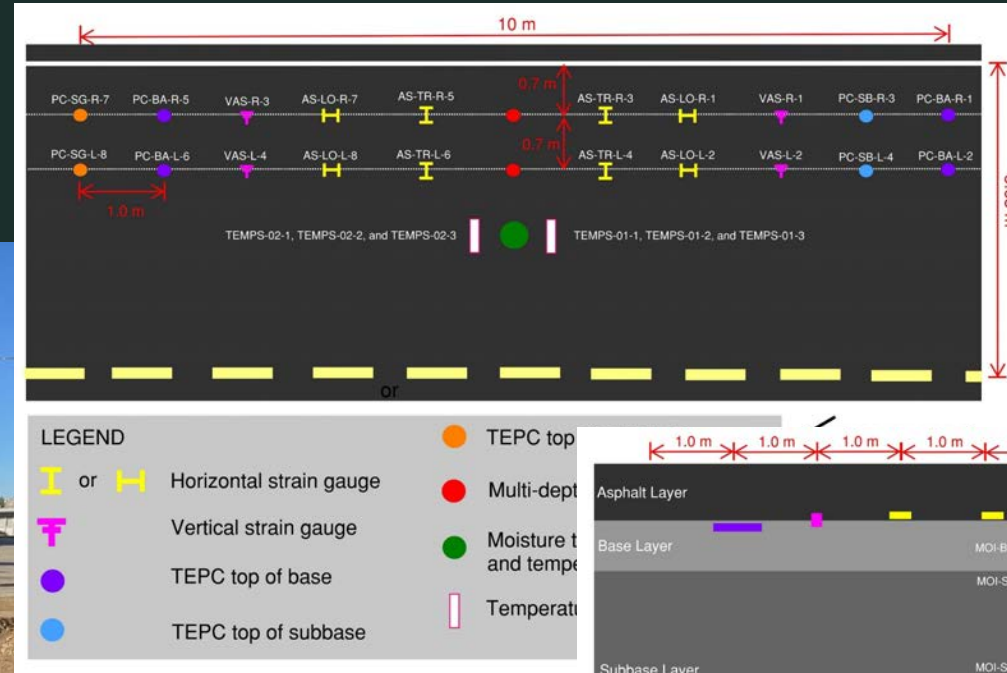 10 m
PC-SG-R-7 PC-BA-R-5 VAS-R-3 AS-LO-R-7 AS-TR-R-5 0.7 m AS-TR-R-3 AS-LO-R-1 VAS-R-1 PC-SB-R-3 PC-BA-R-1
PC-SG-L-8 PC-BA-L-6 VAS-L-4 AS-LO-L-8 AS-TR-L-6 0.7 m AS-TR-L-4 AS-LO-L-2 VAS-L-2 PC-SB-L-4 PC-BA-L-2
1.0 m
TEMPS-02-1, TEMPS-02-2, and TEMPS-02-3 TEMPS-01-1, TEMPS-01-2, and TEMPS-01-3
or
LEGEND
or Horizontal strain gauge
Vertical strain gauge
TEPC top of base
TEPC top of subbase
TEPC top
Multi-dept
Moisture t
and tempe
Temperatu
1.0 m 1.0 m 1.0 m 1.0 m
Asphalt Layer
Base Layer MOI-B
MOI-S
Subbase Layer MOI-S